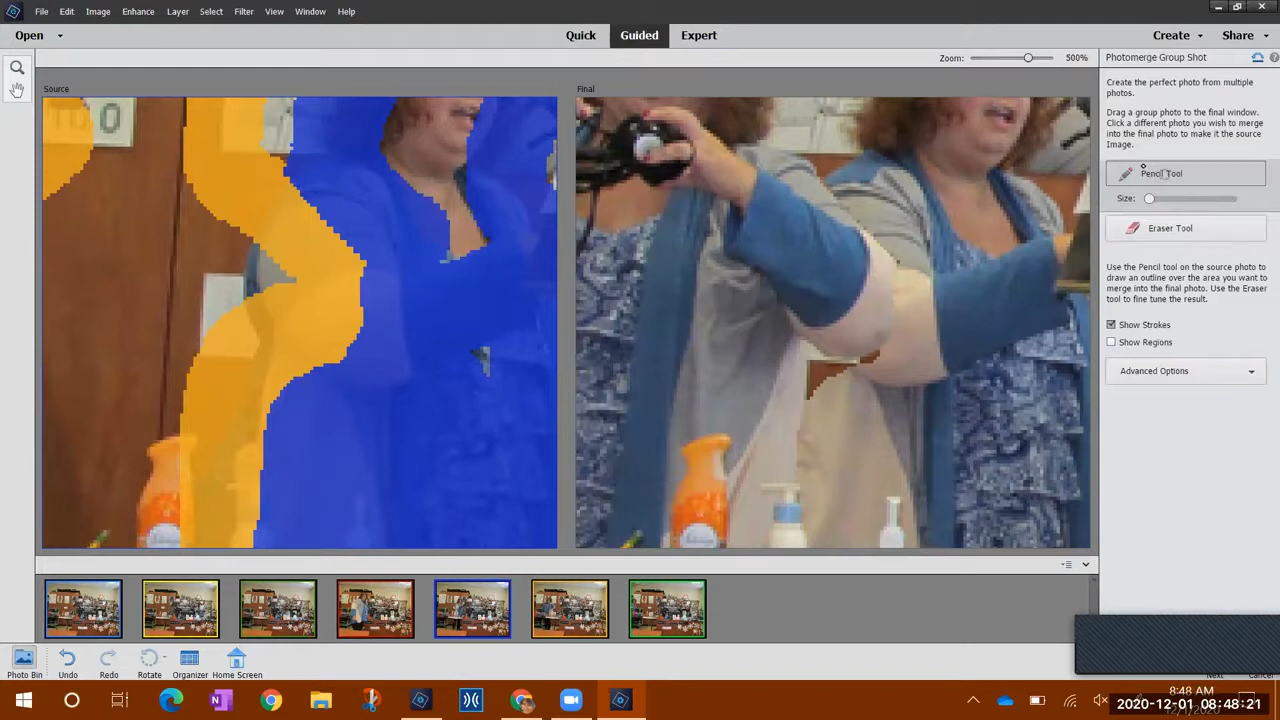 File Edit Image Enhance Layer Select Filter View Window Help
Open Quick Guided Expert Create Share
Zoom: 500%
Photomerge Group Shot
Source Final
Create the perfect photo from multiple
photos.
Drag a group photo to the final window.
Click a different photo you wish to merge
into the final photo to make it the source
Image.
Pencil Tool
Size:
Eraser Tool
Use the Pencil tool on the source photo to
draw an outline over the area you want to
merge into the final photo. Use the Eraser
tool to fine tune the result.
Show Strokes
Show Regions
Advanced Options
Photo Bin Undo Redo Rotate Organizer Home Screen
8:48 AM
2020-12-01 08:48:21